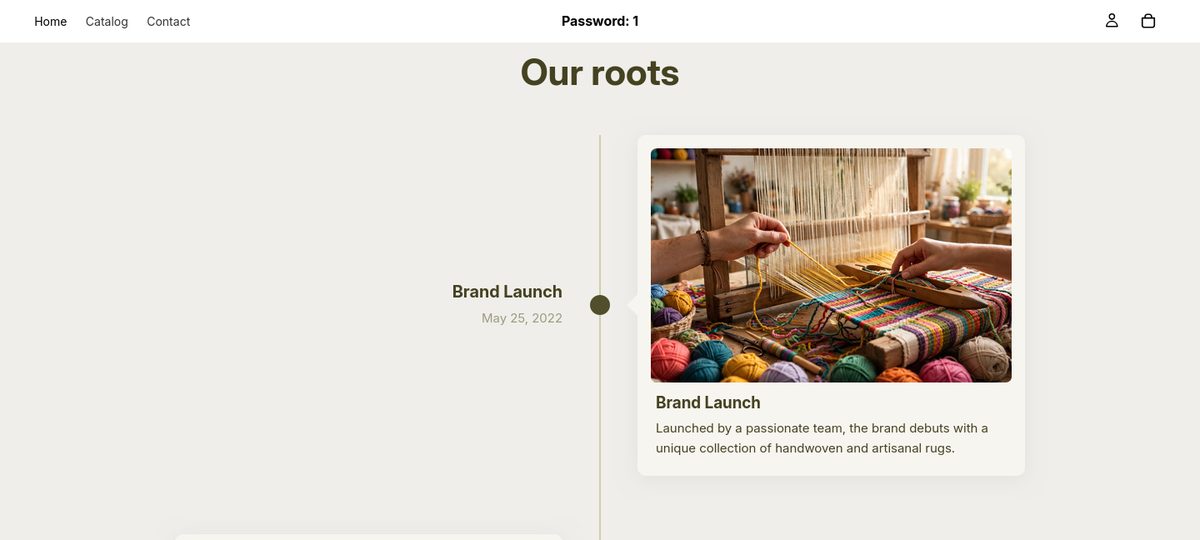 Home Catalog Contact Password: 1
Our roots
Brand Launch
May 25, 2022
Brand Launch
Launched by a passionate team, the brand debuts with a
unique collection of handwoven and artisanal rugs.